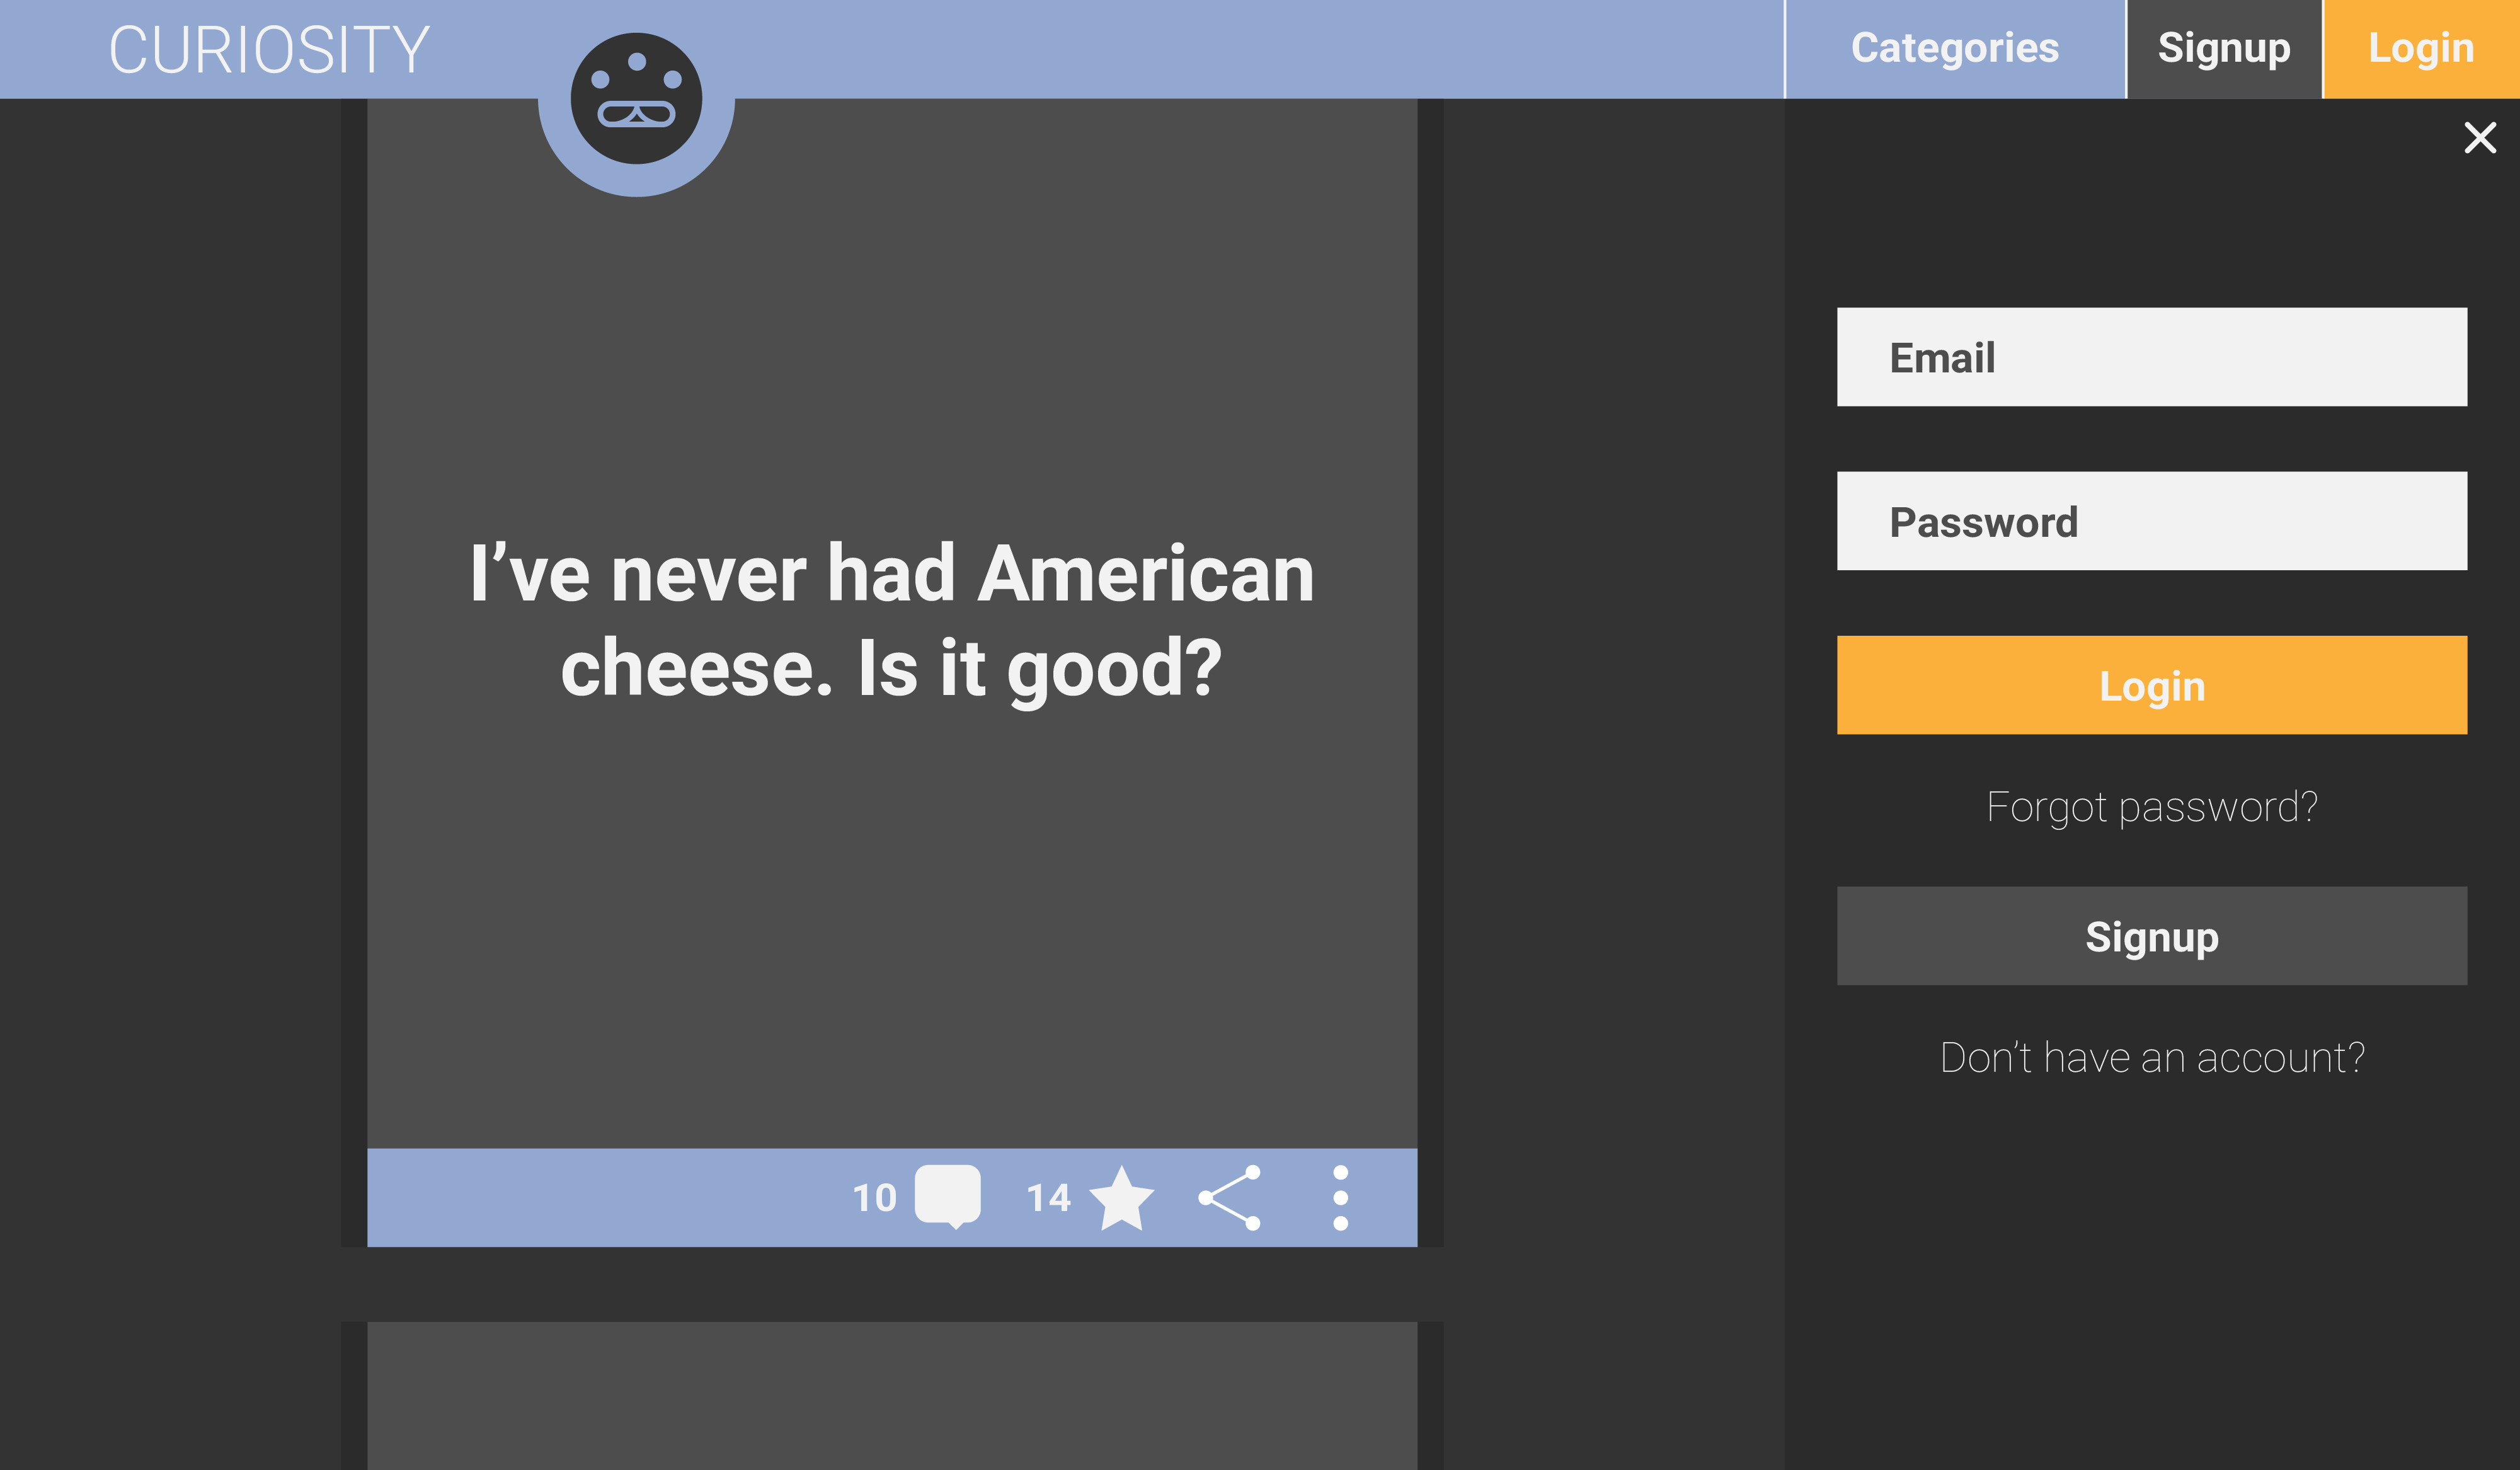 CURIOSITY
Categories
Signup
Login
I’ve never had American
cheese. Is it good?
10
14
Email
Password
Login
Forgot password?
Signup
Don’t have an account?